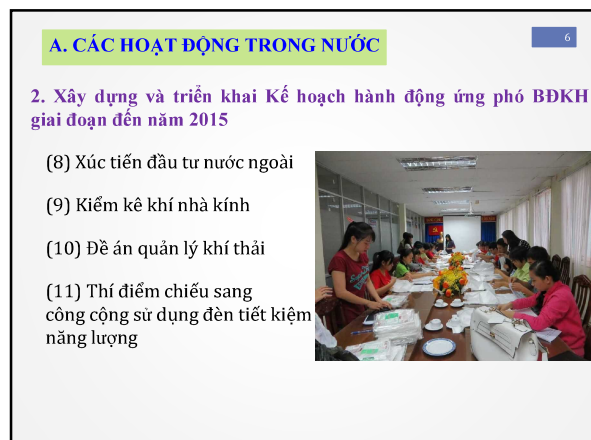 6
A. CÁC HOẠT ĐỘNG TRONG NƯỚC
2. Xây dựng và triển khai Kế hoạch hành động ứng phó BĐKH
giai đoạn đến năm 2015
(8) Xúc tiến đầu tư nước ngoài
(9) Kiểm kê khí nhà kính
(10) Đề án quản lý khí thải
(11) Thí điểm chiếu sang
công cộng sử dụng đèn tiết kiệm
năng lượng